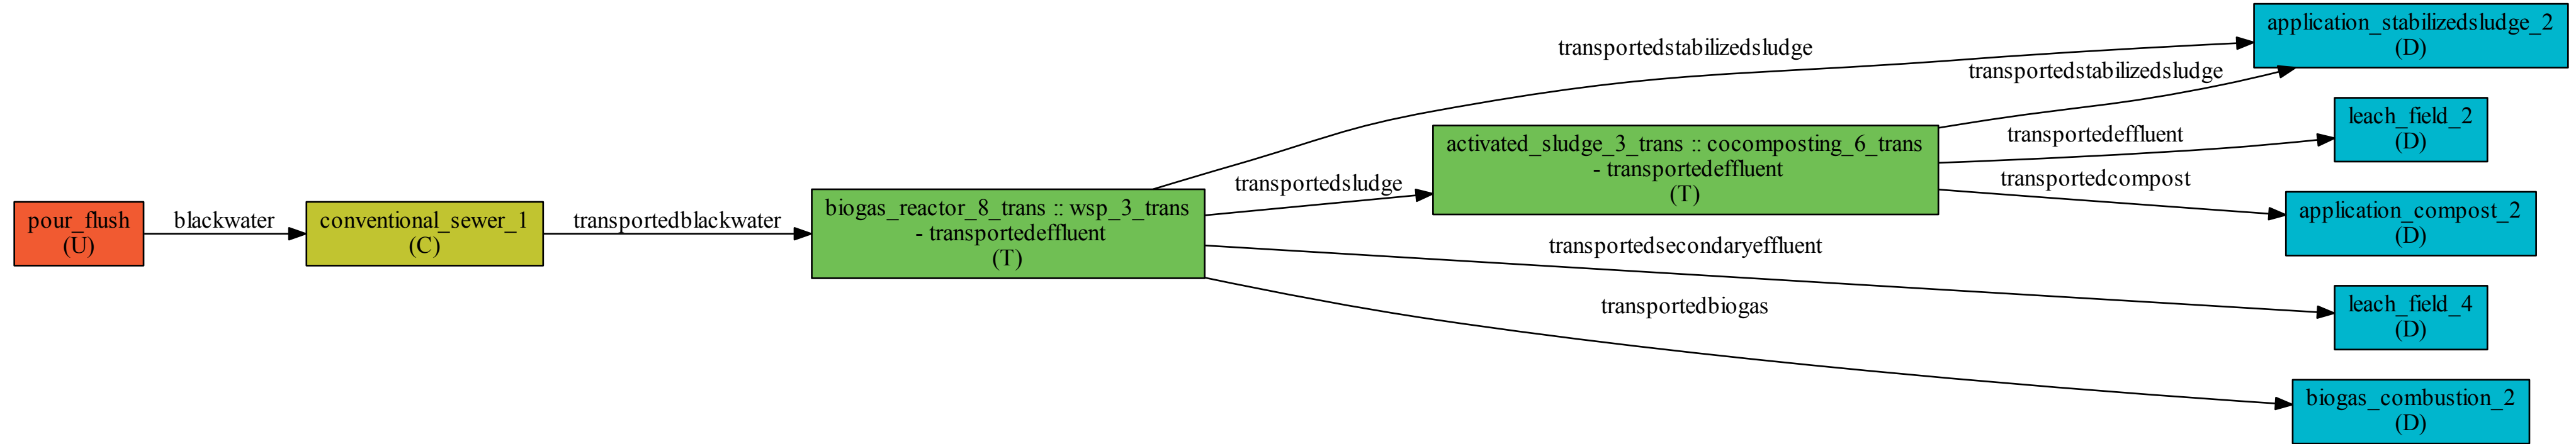 pour_flush
(U)
blackwater
conventional_sewer_1
(C)
transportedblackwater
biogas_reactor_8_trans :: wsp_3_trans
- transportedeffluent
(T)
transportedstabilizedsludge
transportedsludge
transportedsecondaryeffluent
transportedbiogas
activated_sludge_3_trans :: cocomposting_6_trans
- transportedeffluent
(T)
transportedstabilizedsludge
transportedeffluent
transportedcompost
application_stabilizedsludge_2
(D)
leach_field_2
(D)
application_compost_2
(D)
leach_field_4
(D)
biogas_combustion_2
(D)